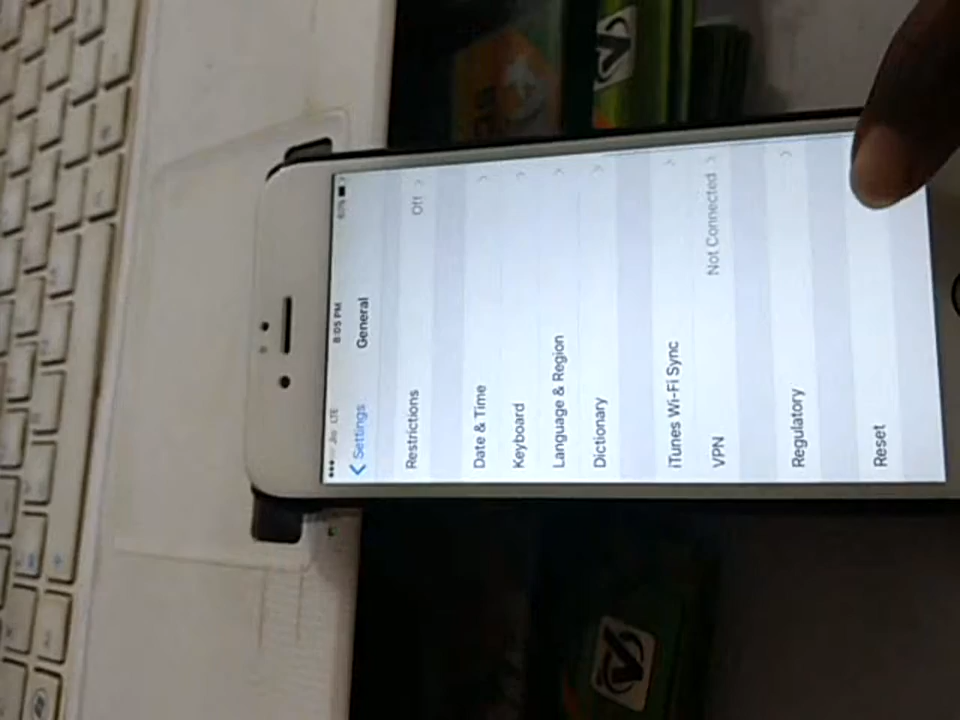 Jio LTE 8:05 PM
Settings General
Restrictions Off
Date & Time
Keyboard
Language & Region
Dictionary
iTunes Wi-Fi Sync
VPN Not Connected
Regulatory
Reset